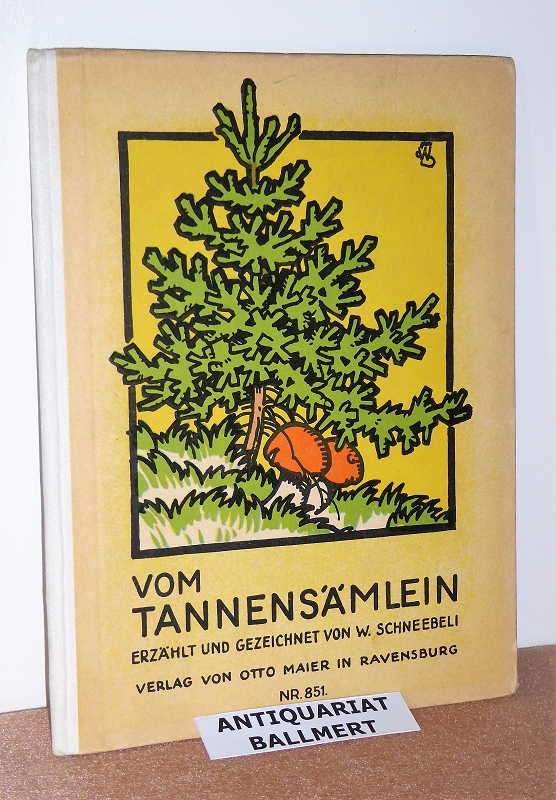 VOM
TANNENSÄMLEIN
ERZÄHLT UND GEZEICHNET VON W. SCHNEEBELI
VERLAG VON OTTO MAIER IN RAVENSBURG
NR. 851.
ANTIQUARIAT
BALLMERT